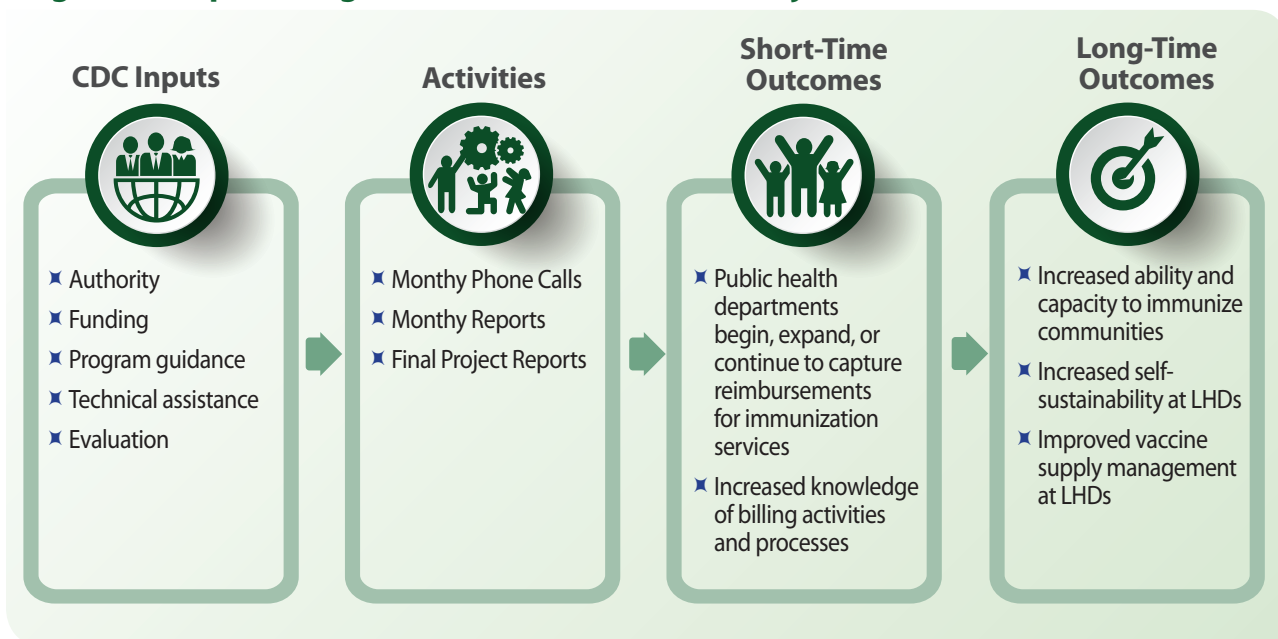 CDC Inputs
Authority
Funding
Program guidance
Technical assistance
Evaluation
Activities
Monthy Phone Calls
Monthy Reports
Final Project Reports
Short-Time
Outcomes
Public health
departments
begin, expand, or
continue to capture
reimbursements
for immunization
services
Increased knowledge
of billing activities
and processes
Long-Time
Outcomes
Increased ability and
capacity to immunize
communities
Increased self-
sustainability at LHDs
Improved vaccine
supply management
at LHDs